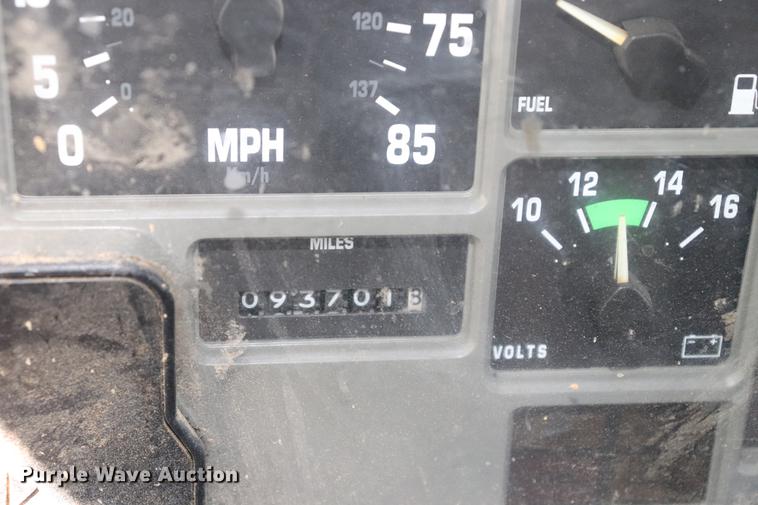 20
5
0
0
MPH
Km/h
120
75
137
85
FUEL
MILES
0937018
10
12
14
16
VOLTS
- +
Purple Wave Auction